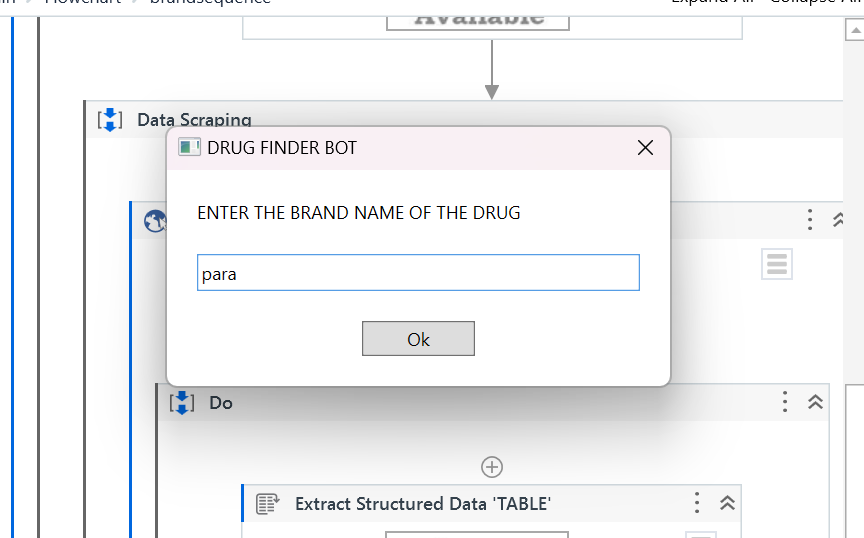 Flowchart
brandsequence
Expand All
Collapse All
Available
Data Scraping
DRUG FINDER BOT
ENTER THE BRAND NAME OF THE DRUG
para
Ok
Do
Extract Structured Data 'TABLE'